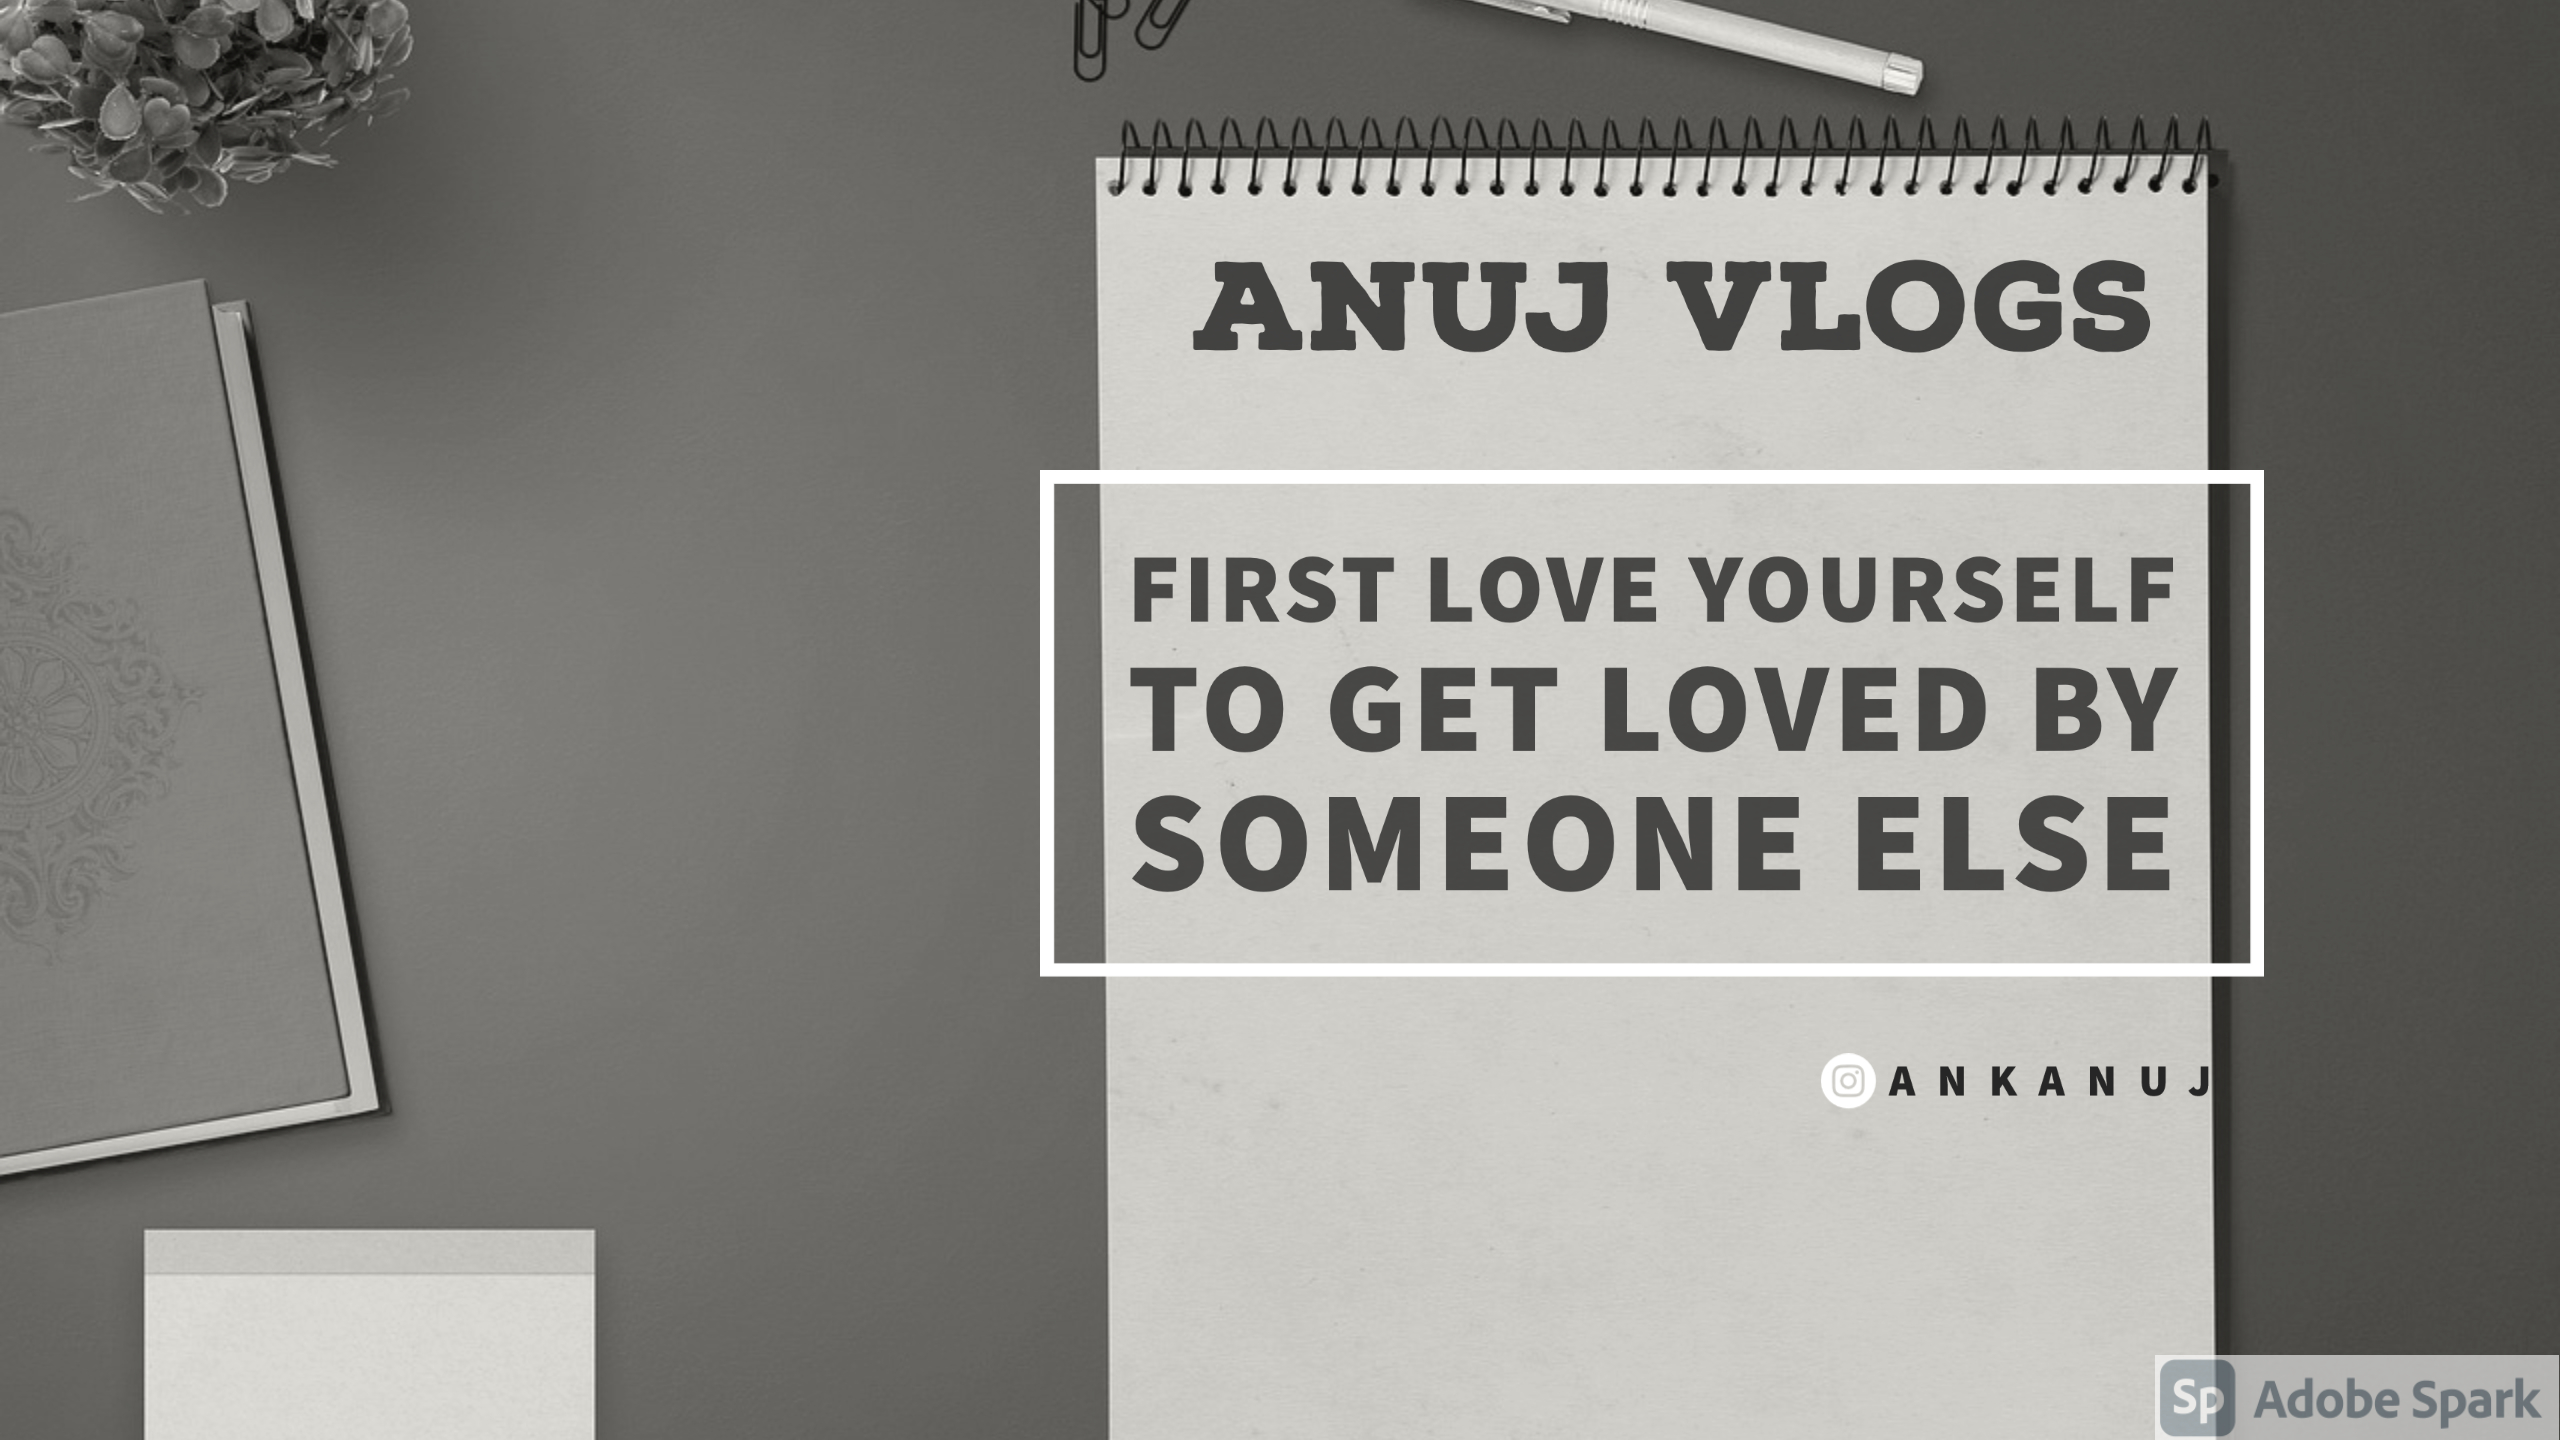 ANUJ VLOGS
FIRST LOVE YOURSELF
TO GET LOVED BY
SOMEONE ELSE
ANKANUJ
Sp Adobe Spark